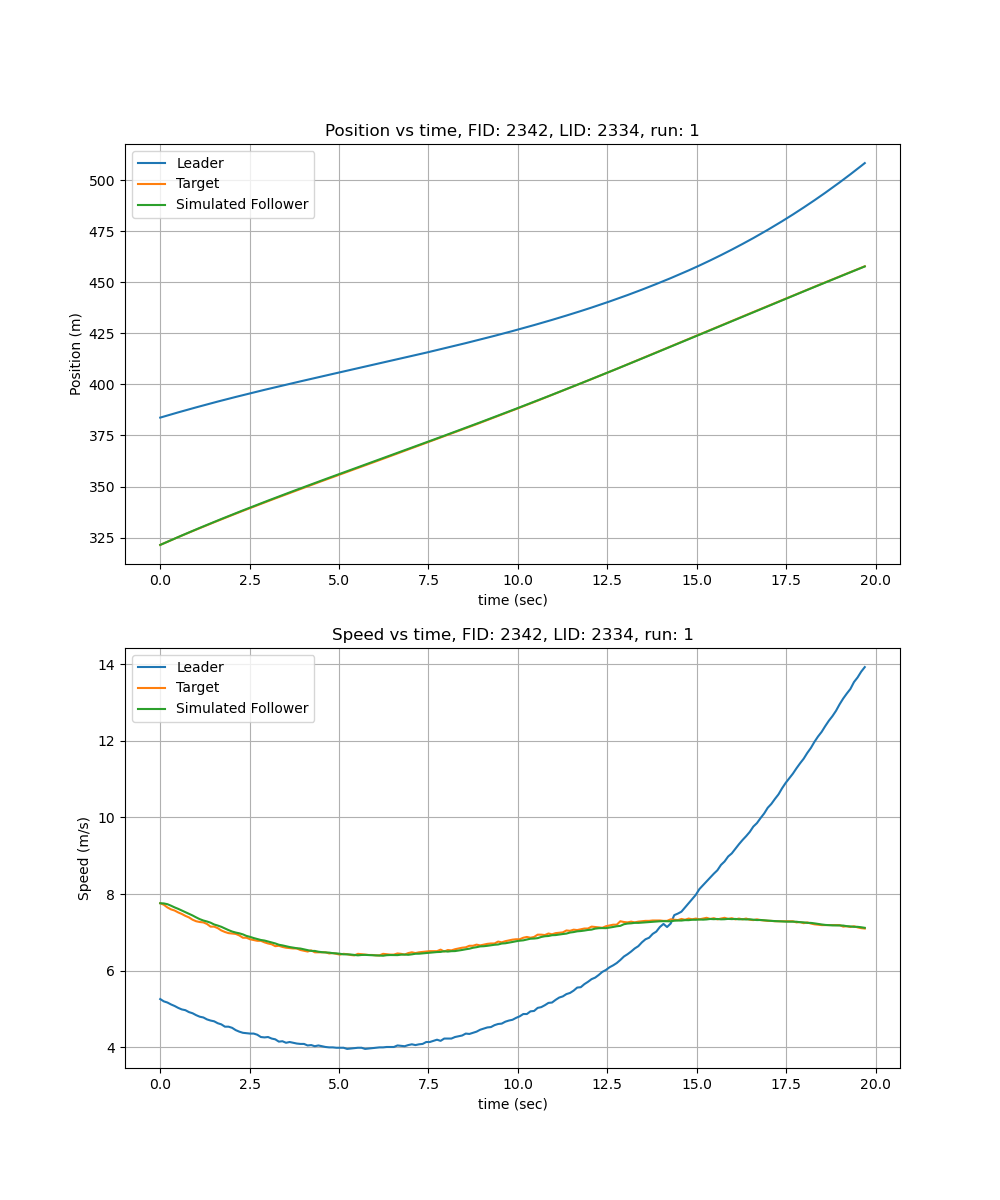 Position vs time, FID: 2342, LID: 2334, run: 1
Leader
Target
Simulated Follower
500
475
450
425
400
375
350
325
Position (m)
0.0 2.5 5.0 7.5 10.0 12.5 15.0 17.5 20.0
time (sec)
Speed vs time, FID: 2342, LID: 2334, run: 1
Leader
Target
Simulated Follower
14
12
10
8
6
4
Speed (m/s)
0.0 2.5 5.0 7.5 10.0 12.5 15.0 17.5 20.0
time (sec)